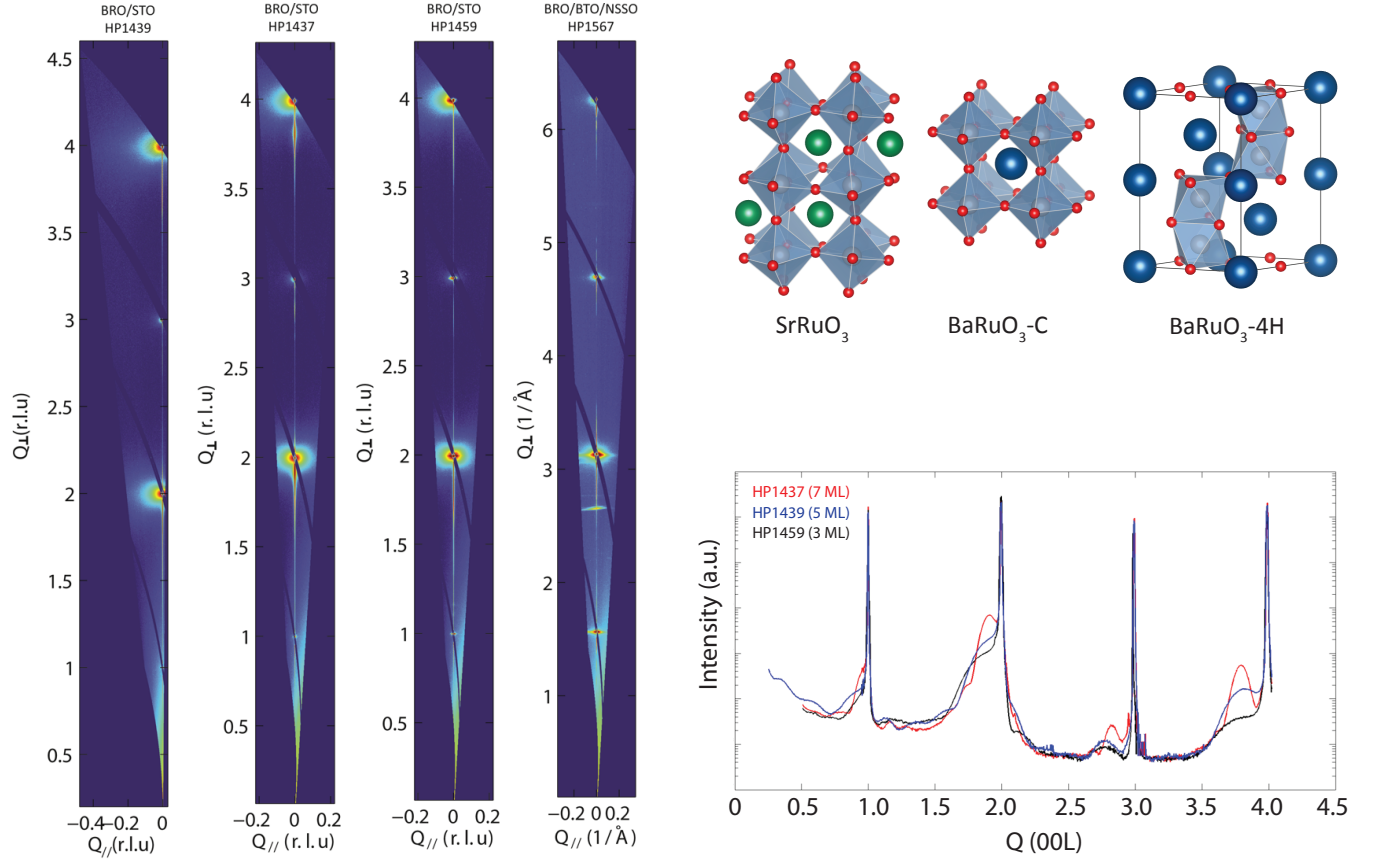 BRO/STO
HP1439
4.5
4
3.5
3
2.5
2
1.5
1
0.5
−0.4 −0.2 0
Q//(r.l.u)
Q⊥(r.l.u)
BRO/STO
HP1437
4
3.5
3
2.5
2
1.5
1
0.5
−0.2 0 0.2
Q// (r. l. u)
Q⊥ (r. l. u)
BRO/STO
HP1459
4
3.5
3
2.5
2
1.5
1
0.5
−0.2 0 0.2
Q// (r. l. u)
Q⊥ (r. l. u)
BRO/BTO/NSSO
HP1567
6
5
4
3
2
1
−0.2 0 0.2
Q// (1/Å)
Q⊥ (1/Å)
SrRuO₃
BaRuO₃-C
BaRuO₃-4H
HP1437 (7 ML)
HP1439 (5 ML)
HP1459 (3 ML)
Intensity (a.u.)
0 0.5 1.0 1.5 2.0 2.5 3.0 3.5 4.0 4.5
Q (00L)